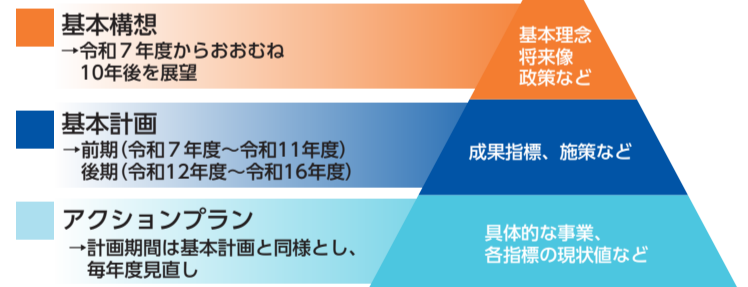 基本構想
→令和７年度からおおむね
10年後を展望
基本理念
将来像
政策など
基本計画
→前期（令和７年度～令和11年度）
後期（令和12年度～令和16年度）
成果指標、施策など
アクションプラン
→計画期間は基本計画と同様とし、
毎年度見直し
具体的な事業、
各指標の現状値など